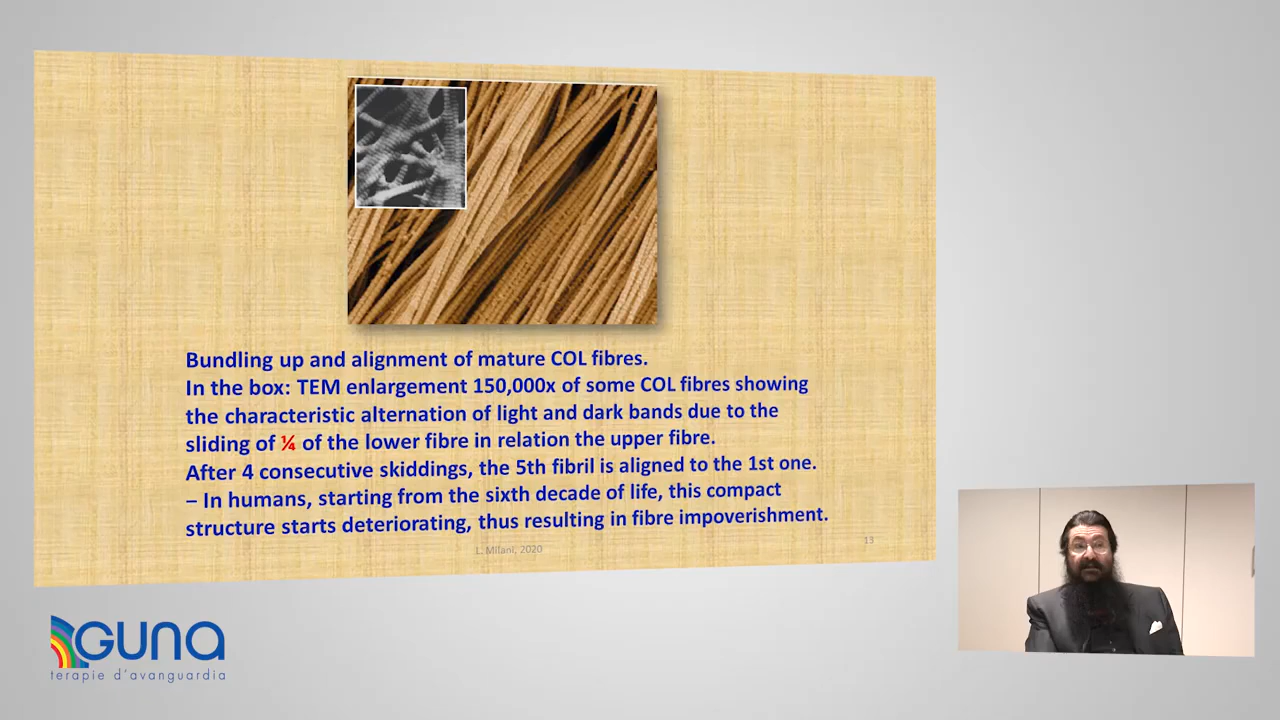 Bundling up and alignment of mature COL fibres.
In the box: TEM enlargement 150,000x of some COL fibres showing
the characteristic alternation of light and dark bands due to the
sliding of ¼ of the lower fibre in relation the upper fibre.
After 4 consecutive skiddings, the 5th fibril is aligned to the 1st one.
– In humans, starting from the sixth decade of life, this compact
structure starts deteriorating, thus resulting in fibre impoverishment.
L. Milani, 2020
13
GUNA
terapie d'avanguardia